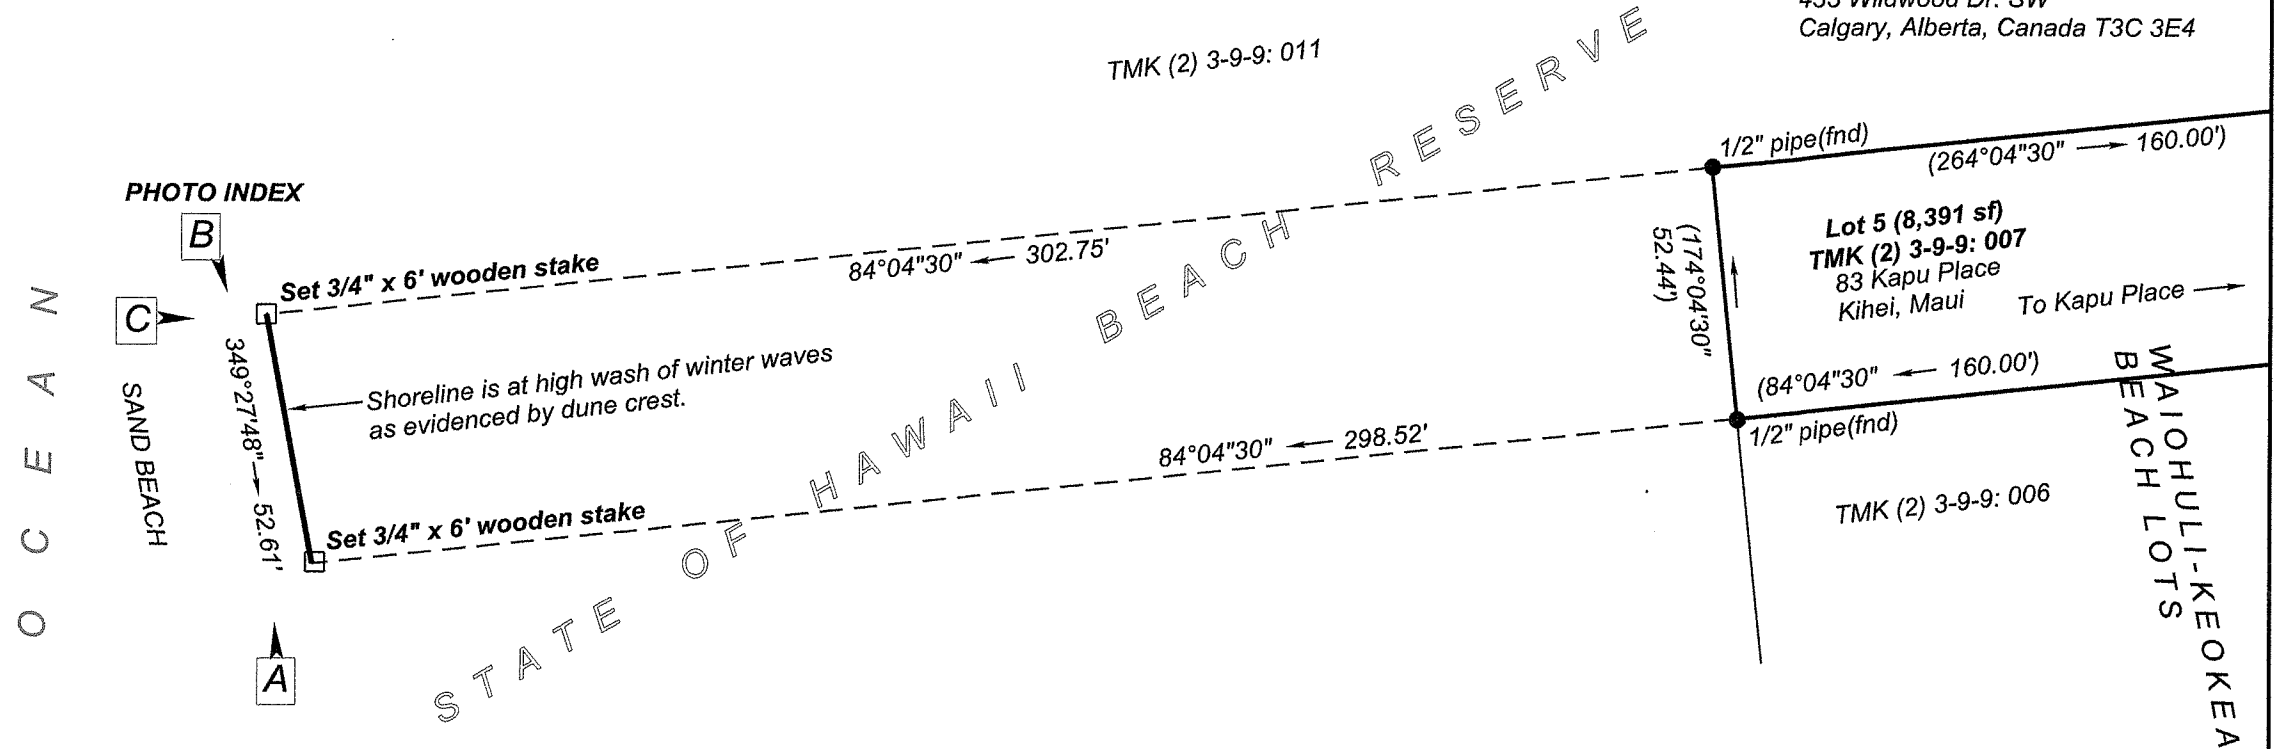 Calgary, Alberta, Canada T3C 3E4
TMK (2) 3-9-9: 011
STATE OF HAWAII BEACH RESERVE
1/2" pipe(fnd)
(264°04"30" 160.00')
PHOTO INDEX
B
C
A
OCEAN
SAND BEACH
Set 3/4" x 6' wooden stake
84°04"30" 302.75'
349°27'48" 52.61'
Shoreline is at high wash of winter waves
as evidenced by dune crest.
(174°04'30"
52.44')
Lot 5 (8,391 sf)
TMK (2) 3-9-9: 007
83 Kapu Place
Kihei, Maui
To Kapu Place
(84°04"30" 160.00')
1/2" pipe(fnd)
84°04"30" 298.52'
Set 3/4" x 6' wooden stake
TMK (2) 3-9-9: 006
WAIOHULI-KEOKEA
BEACH LOTS